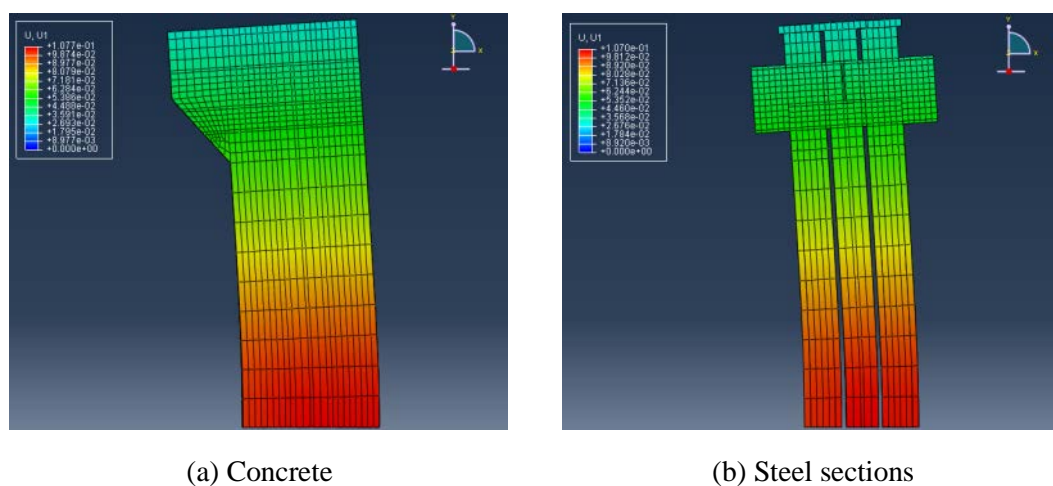 U, U1
+1.077e-01
+9.874e-02
+8.977e-02
+8.079e-02
+7.181e-02
+6.284e-02
+5.386e-02
+4.488e-02
+3.591e-02
+2.693e-02
+1.795e-02
+8.977e-03
+0.000e+00
Y
Z X
U, U1
+1.070e-01
+9.812e-02
+8.920e-02
+8.028e-02
+7.136e-02
+6.244e-02
+5.352e-02
+4.460e-02
+3.568e-02
+2.676e-02
+1.784e-02
+8.920e-03
+0.000e+00
Y
Z X
(a) Concrete
(b) Steel sections